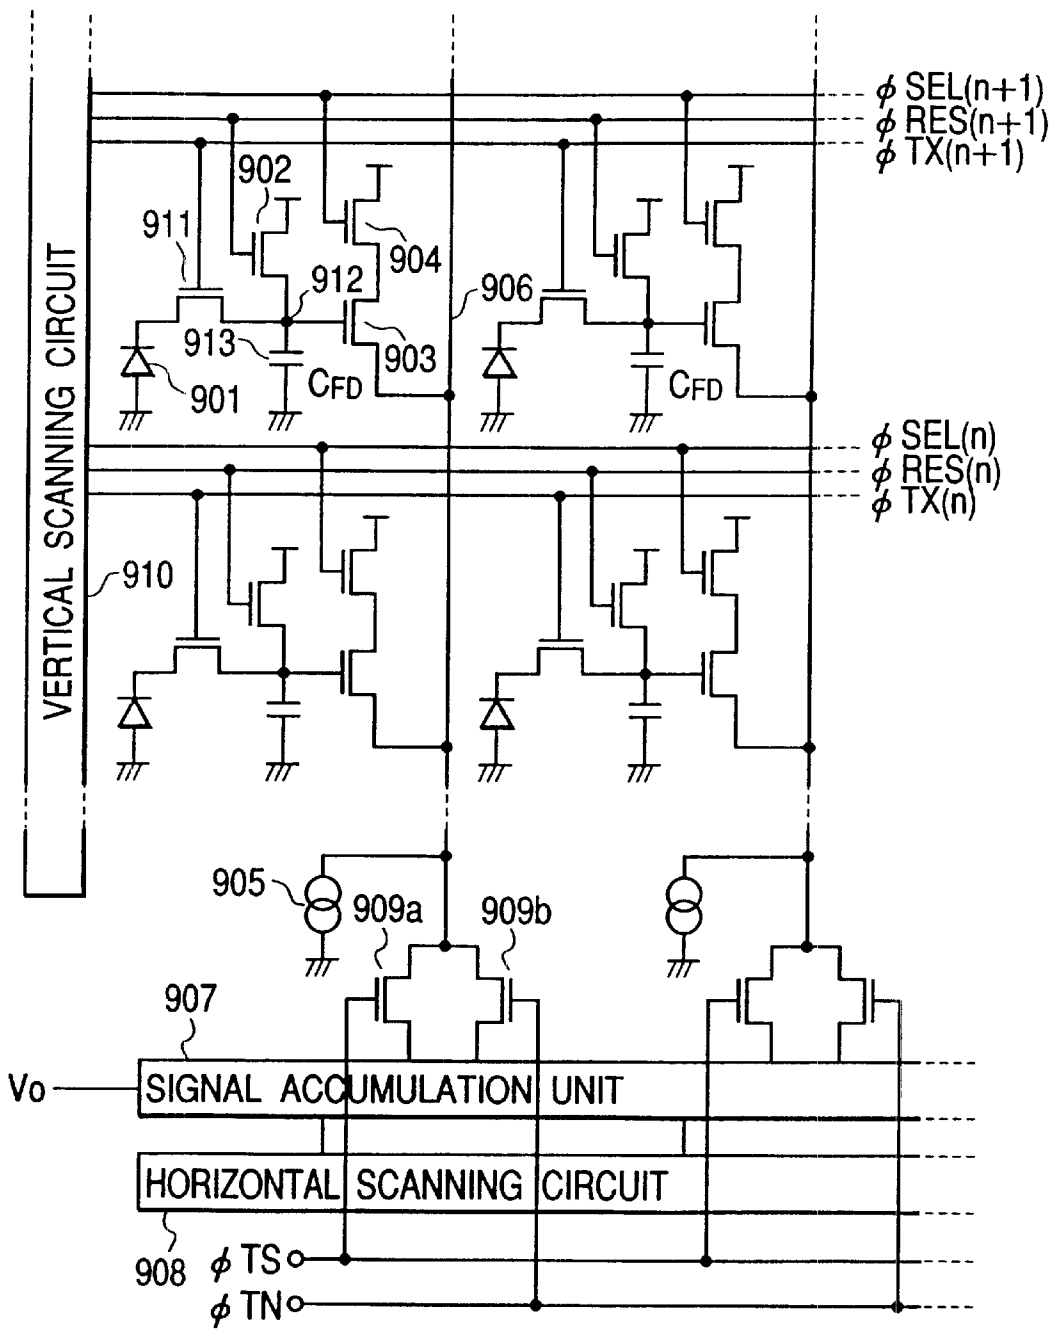 φ SEL(n+1)
φ RES(n+1)
φ TX(n+1)
902
911
904
912
906
913
903
901
CFD
CFD
VERTICAL SCANNING CIRCUIT
φ SEL(n)
φ RES(n)
φ TX(n)
910
905
909a
909b
907
Vo
SIGNAL ACCUMULATION UNIT
HORIZONTAL SCANNING CIRCUIT
908
φ TS
φ TN